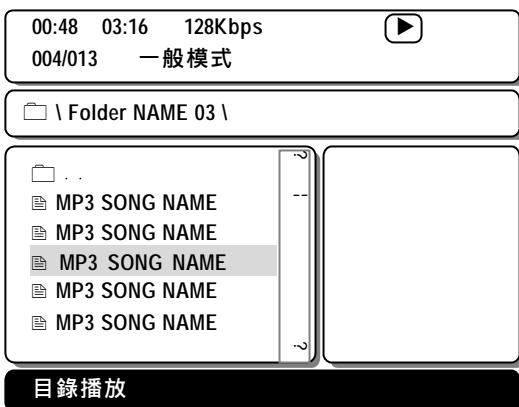 00:48 03:16 128Kbps
004/013 一般模式
\ Folder NAME 03 \
. .
MP3 SONG NAME
MP3 SONG NAME
MP3 SONG NAME
MP3 SONG NAME
MP3 SONG NAME
目錄播放